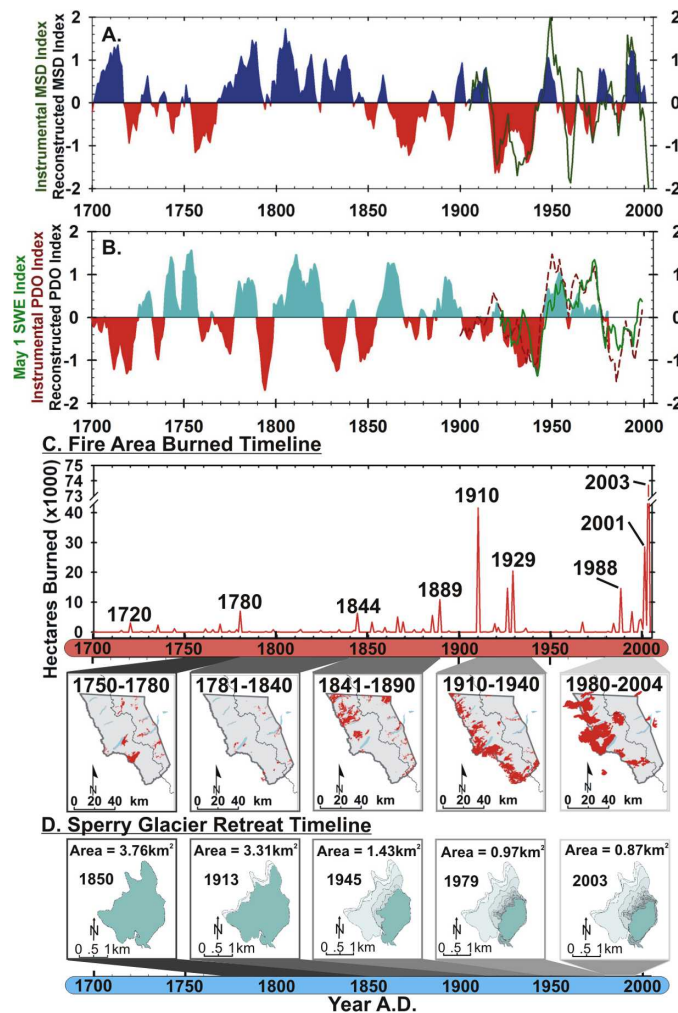 A.
Instrumental MSD Index
Reconstructed MSD Index
2
1
0
-1
-2
2
1
0
-1
-2
1700 1750 1800 1850 1900 1950 2000
B.
May 1 SWE Index
Instrumental PDO Index
Reconstructed PDO Index
2
1
0
-1
-2
2
1
0
-1
-2
1700 1750 1800 1850 1900 1950 2000
C. Fire Area Burned Timeline
Hectares Burned (x1000)
75
74
73
40
30
20
10
0
1720
1780
1844
1889
1910
1929
1988
2001
2003
1700 1750 1800 1850 1900 1950 2000
1750-1780
N
0 20 40 km
1781-1840
N
0 20 40 km
1841-1890
N
0 20 40 km
1910-1940
N
0 20 40 km
1980-2004
N
0 20 40 km
D. Sperry Glacier Retreat Timeline
Area = 3.76km²
1850
N
0 .5 1km
Area = 3.31km²
1913
N
0 .5 1km
Area = 1.43km²
1945
N
0 .5 1km
Area = 0.97km²
1979
N
0 .5 1km
Area = 0.87km²
2003
N
0 .5 1km
1700 1750 1800 1850 1900 1950 2000
Year A.D.